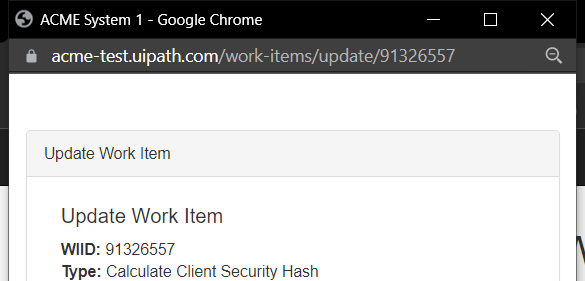 ACME System 1 - Google Chrome
acme-test.uipath.com/work-items/update/91326557
Update Work Item
Update Work Item
WIID: 91326557
Type: Calculate Client Security Hash